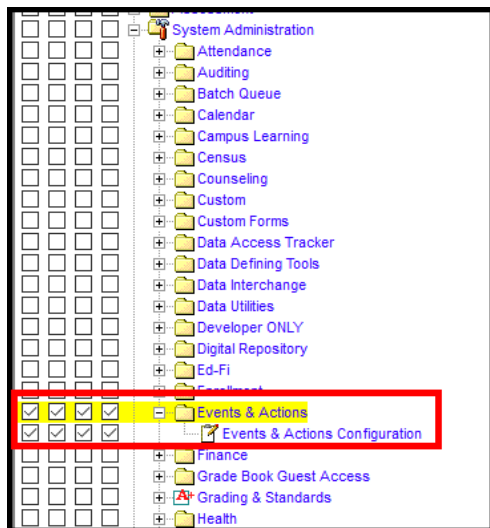 System Administration
Attendance
Auditing
Batch Queue
Calendar
Campus Learning
Census
Counseling
Custom
Custom Forms
Data Access Tracker
Data Defining Tools
Data Interchange
Data Utilities
Developer ONLY
Digital Repository
Ed-Fi
Enrollment
Events & Actions
Events & Actions Configuration
Finance
Grade Book Guest Access
A+ Grading & Standards
Health